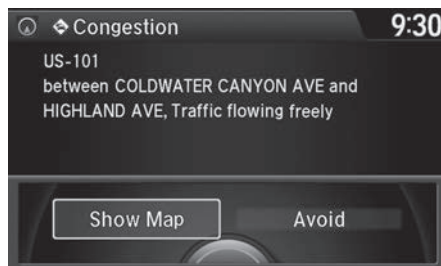 Congestion 9:30
US-101
between COLDWATER CANYON AVE and
HIGHLAND AVE, Traffic flowing freely
Show Map Avoid